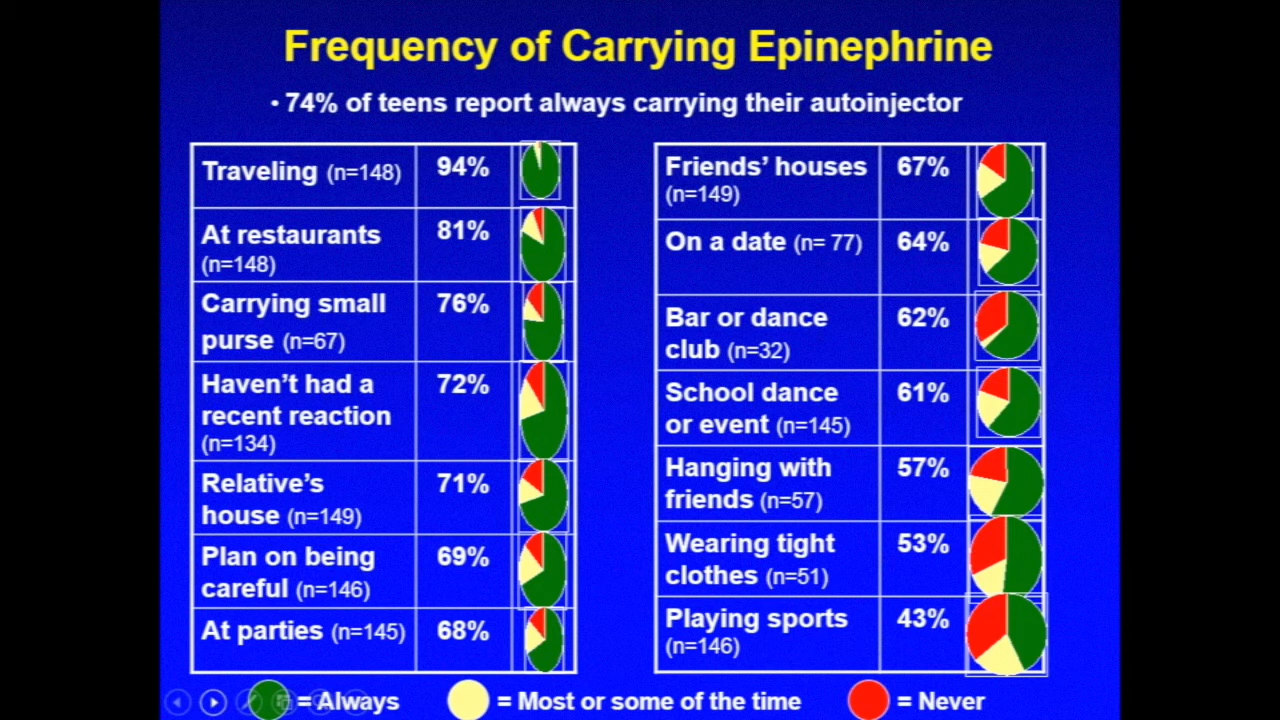 Frequency of Carrying Epinephrine
• 74% of teens report always carrying their autoinjector
Traveling (n=148) 94%
At restaurants 81%
(n=148)
Carrying small 76%
purse (n=67)
Haven't had a 72%
recent reaction
(n=134)
Relative's 71%
house (n=149)
Plan on being 69%
careful (n=146)
At parties (n=145) 68%
Friends' houses 67%
(n=149)
On a date (n= 77) 64%
Bar or dance 62%
club (n=32)
School dance 61%
or event (n=145)
Hanging with 57%
friends (n=57)
Wearing tight 53%
clothes (n=51)
Playing sports 43%
(n=146)
= Always = Most or some of the time = Never